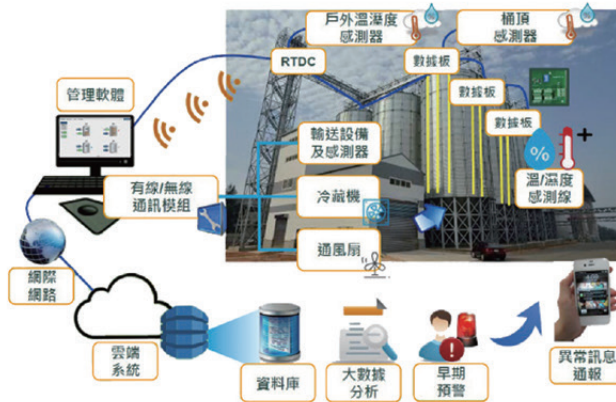 戶外溫溼度
感測器
桶頂
感測器
RTDC
數據板
數據板
數據板
管理軟體
輸送設備
及感測器
%
+
溫/濕度
感測線
有線/無線
通訊模組
冷藏機
通風扇
網際
網路
雲端
系統
資料庫
大數據
分析
早期
預警
異常訊息
通報